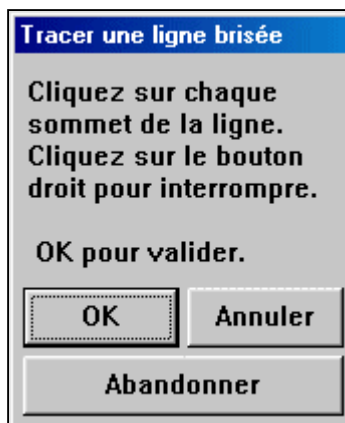 Tracer une ligne brisée
Cliquez sur chaque
sommet de la ligne.
Cliquez sur le bouton
droit pour interrompre.
OK pour valider.
OK
Annuler
Abandonner